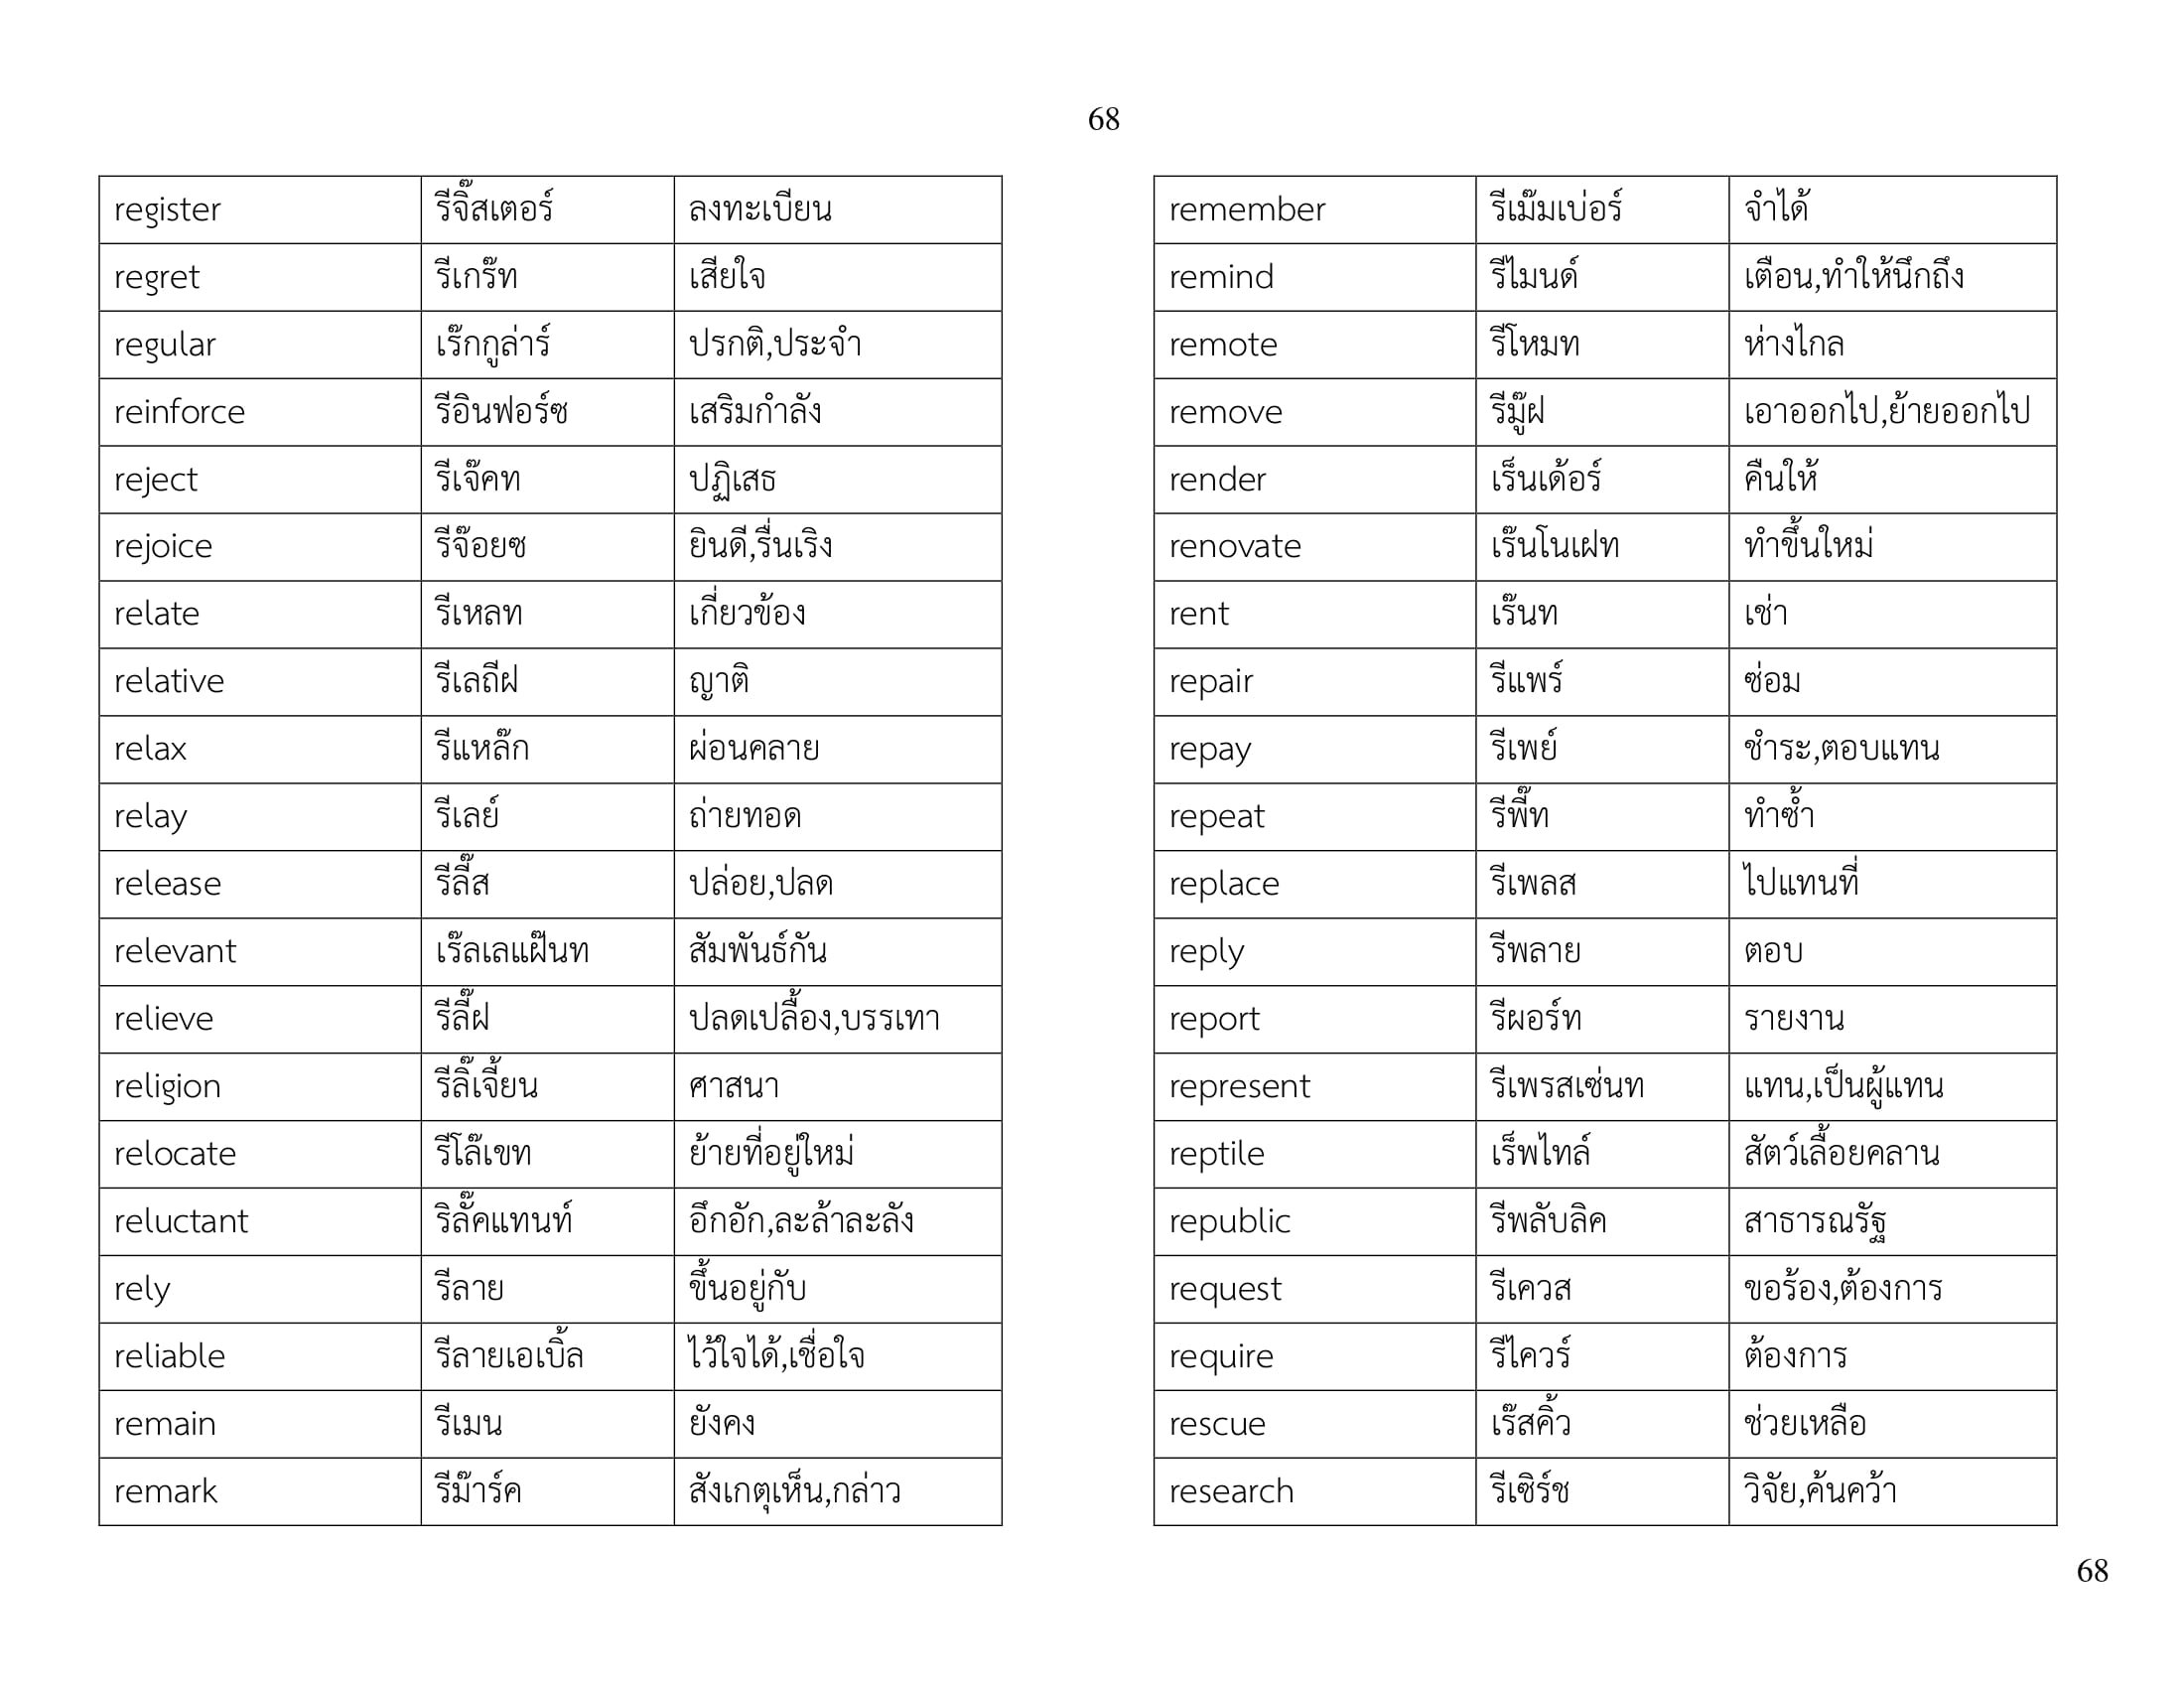 68
register รีจิ๊สเตอร์ ลงทะเบียน
regret รีเกร๊ท เสียใจ
regular เร๊กกูล่าร์ ปรกติ,ประจำ
reinforce รีอินฟอร์ซ เสริมกำลัง
reject รีเจ๊คท ปฏิเสธ
rejoice รีจ๊อยซ ยินดี,รื่นเริง
relate รีเหลท เกี่ยวข้อง
relative รีเลถีฝ ญาติ
relax รีแหล๊ก ผ่อนคลาย
relay รีเลย์ ถ่ายทอด
release รีลี๊ส ปล่อย,ปลด
relevant เร๊ลเลแฝ๊นท สัมพันธ์กัน
relieve รีลี๊ฝ ปลดเปลื้อง,บรรเทา
religion รีลิ๊เจี้ยน ศาสนา
relocate รีโล๊เขท ย้ายที่อยู่ใหม่
reluctant ริลั๊คแทนท์ อึกอัก,ละล้าละลัง
rely รีลาย ขึ้นอยู่กับ
reliable รีลายเอเบิ้ล ไว้ใจได้,เชื่อใจ
remain รีเมน ยังคง
remark รีม๊าร์ค สังเกตุเห็น,กล่าว
remember รีเม๊มเบ่อร์ จำได้
remind รีไมนด์ เตือน,ทำให้นึกถึง
remote รีโหมท ห่างไกล
remove รีมู๊ฝ เอาออกไป,ย้ายออกไป
render เร็นเด้อร์ คืนให้
renovate เร๊นโนเฝท ทำขึ้นใหม่
rent เร๊นท เช่า
repair รีแพร์ ซ่อม
repay รีเพย์ ชำระ,ตอบแทน
repeat รีพี๊ท ทำซ้ำ
replace รีเพลส ไปแทนที่
reply รีพลาย ตอบ
report รีผอร์ท รายงาน
represent รีเพรสเซ่นท แทน,เป็นผู้แทน
reptile เร็พไทล์ สัตว์เลื้อยคลาน
republic รีพลับลิค สาธารณรัฐ
request รีเควส ขอร้อง,ต้องการ
require รีไควร์ ต้องการ
rescue เร๊สคิ้ว ช่วยเหลือ
research รีเซิร์ช วิจัย,ค้นคว้า
68